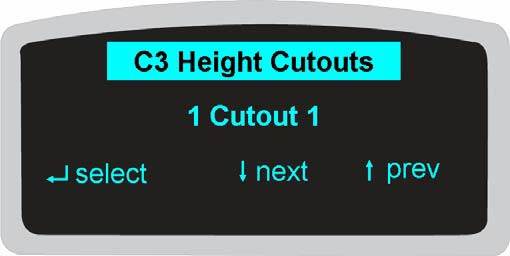 C3 Height Cutouts
1 Cutout 1
↵ select ↓ next ↑ prev